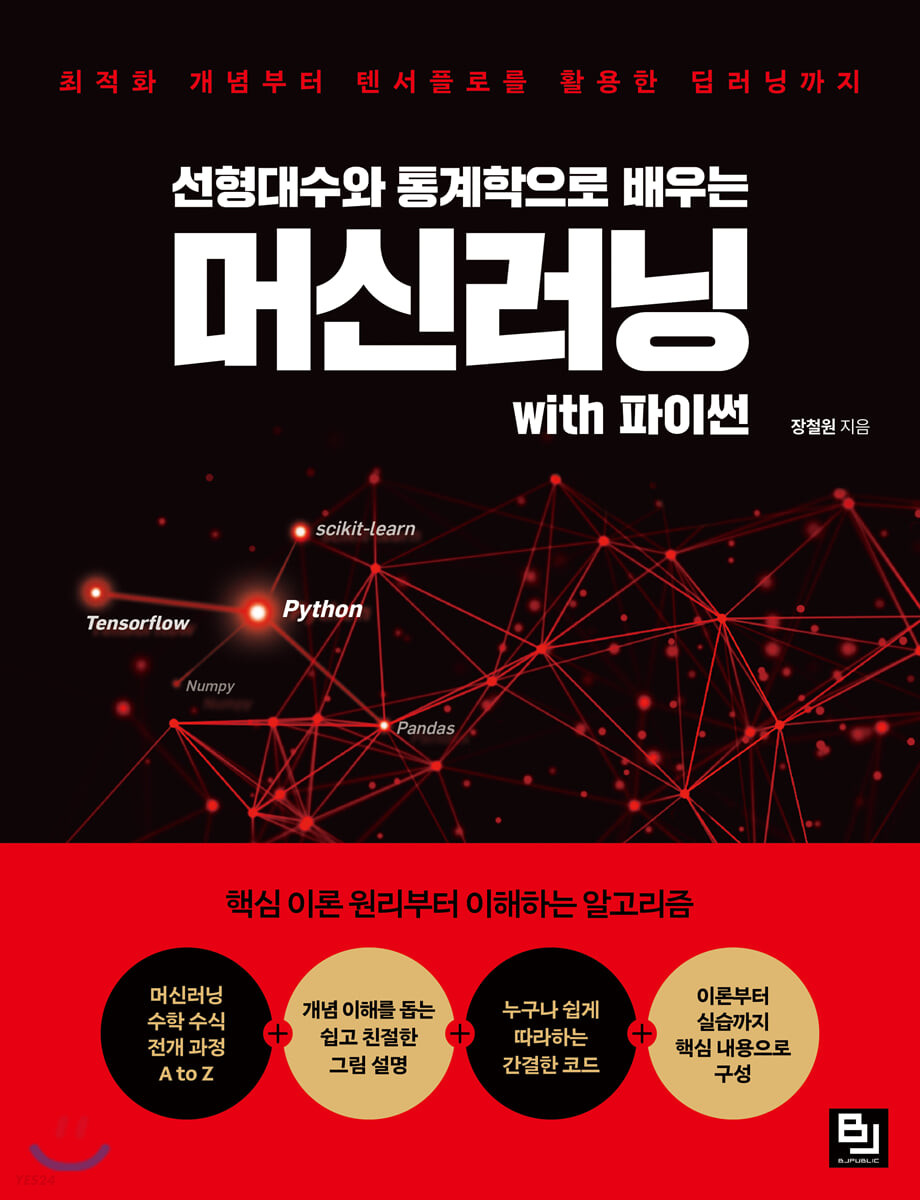 최적화 개념부터 텐서플로를 활용한 딥러닝까지
선형대수와 통계학으로 배우는
머신러닝
with 파이썬
장철원 지음
scikit-learn
Tensorflow
Python
Numpy
Pandas
핵심 이론 원리부터 이해하는 알고리즘
머신러닝
수학 수식
전개 과정
A to Z
+
개념 이해를 돕는
쉽고 친절한
그림 설명
+
누구나 쉽게
따라하는
간결한 코드
+
이론부터
실습까지
핵심 내용으로
구성
BJ
BJPUBLIC
YES24